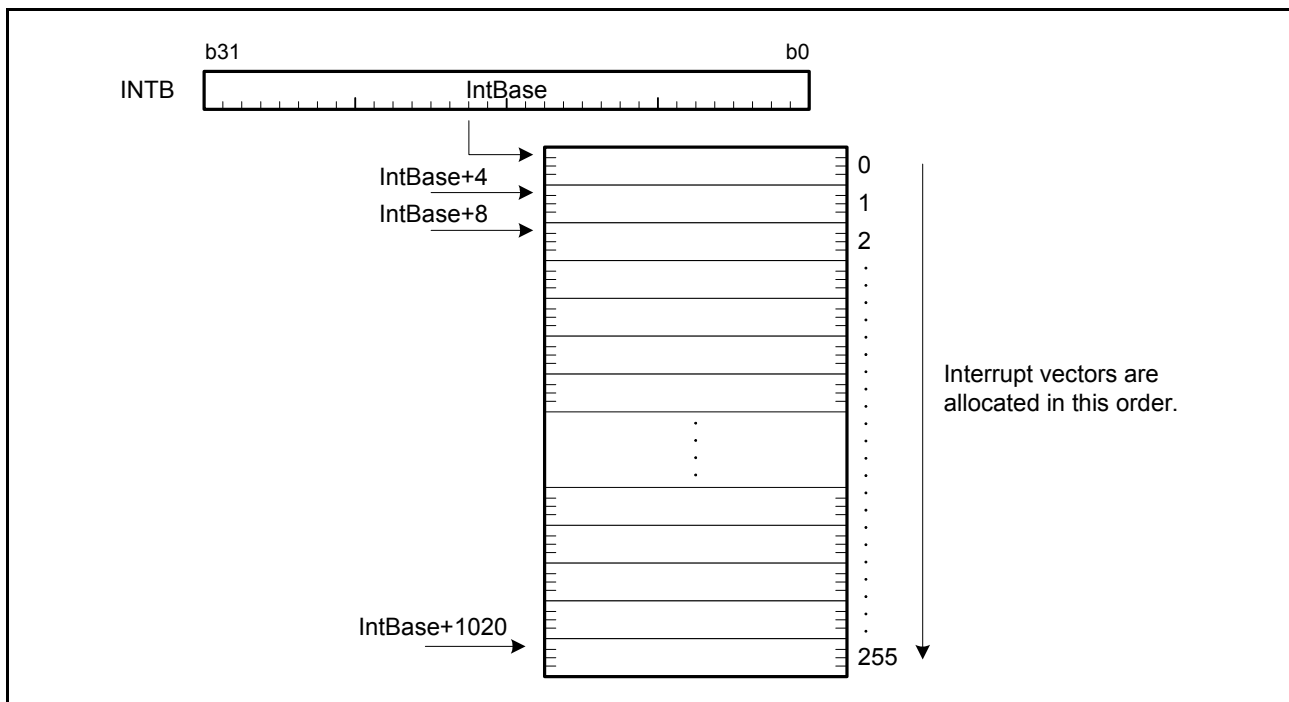 b31 b0
INTB IntBase
0
IntBase+4
1
IntBase+8
2
Interrupt vectors are
allocated in this order.
IntBase+1020
255